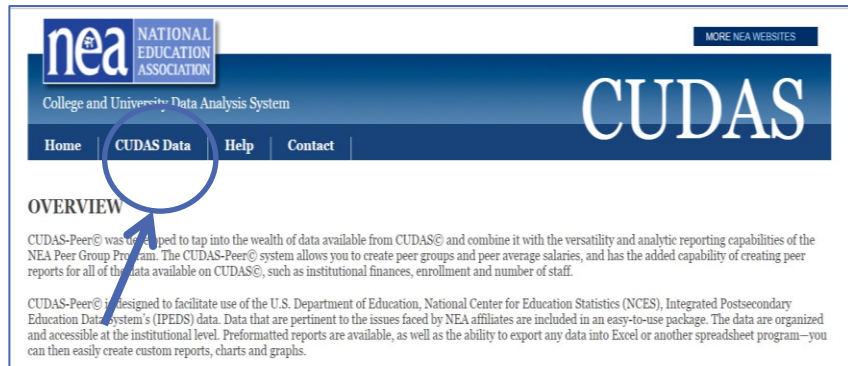 nea NATIONAL
EDUCATION
ASSOCIATION
MORE NEA WEBSITES
College and University Data Analysis System
CUDAS
Home CUDAS Data Help Contact
OVERVIEW
CUDAS-Peer© was developed to tap into the wealth of data available from CUDAS© and combine it with the versatility and analytic reporting capabilities of the
NEA Peer Group Program. The CUDAS-Peer© system allows you to create peer groups and peer average salaries, and has the added capability of creating peer
reports for all of the data available on CUDAS©, such as institutional finances, enrollment and number of staff.
CUDAS-Peer© is designed to facilitate use of the U.S. Department of Education, National Center for Education Statistics (NCES), Integrated Postsecondary
Education Data System's (IPEDS) data. Data that are pertinent to the issues faced by NEA affiliates are included in an easy-to-use package. The data are organized
and accessible at the institutional level. Preformatted reports are available, as well as the ability to export any data into Excel or another spreadsheet program—you
can then easily create custom reports, charts and graphs.